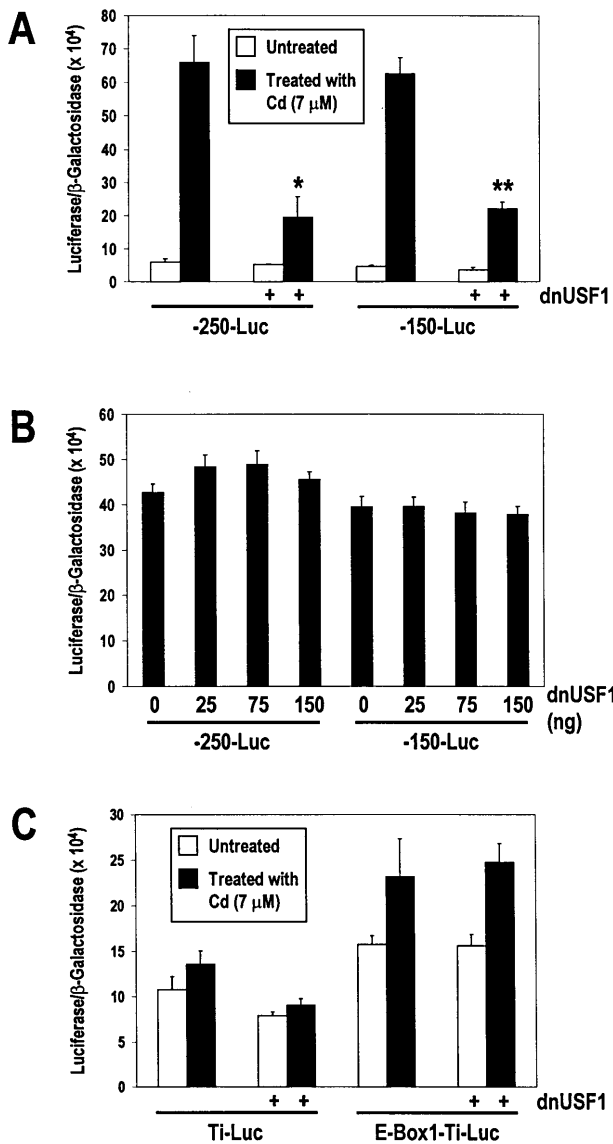 A
Luciferase/β-Galactosidase (x 10⁴)
80
70
60
50
40
30
20
10
0
Untreated
Treated with
Cd (7 μM)
*
**
+ + + + dnUSF1
-250-Luc -150-Luc
B
Luciferase/β-Galactosidase (x 10⁴)
60
50
40
30
20
10
0
0 25 75 150 0 25 75 150 dnUSF1
(ng)
-250-Luc -150-Luc
C
Luciferase/β-Galactosidase (x 10⁴)
30
25
20
15
10
5
0
Untreated
Treated with
Cd (7 μM)
+ + + + dnUSF1
Ti-Luc E-Box1-Ti-Luc